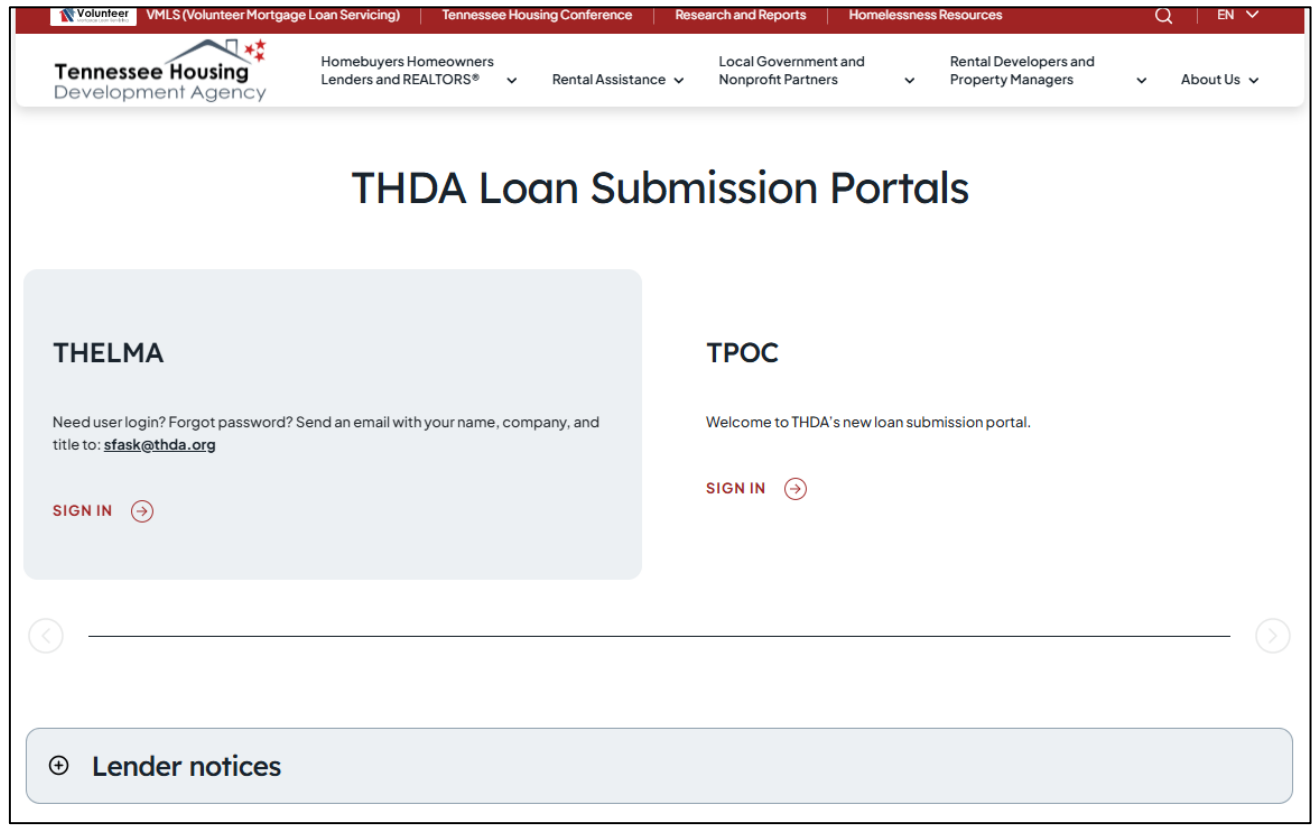 Volunteer
VMLS (Volunteer Mortgage Loan Servicing)
Tennessee Housing Conference
Research and Reports
Homelessness Resources
EN
Tennessee Housing
Development Agency
Homebuyers Homeowners
Lenders and REALTORS®
Rental Assistance
Local Government and
Nonprofit Partners
Rental Developers and
Property Managers
About Us
THDA Loan Submission Portals
THELMA
Need user login? Forgot password? Send an email with your name, company, and
title to: sfask@thda.org
SIGN IN
TPOC
Welcome to THDA's new loan submission portal.
SIGN IN
Lender notices